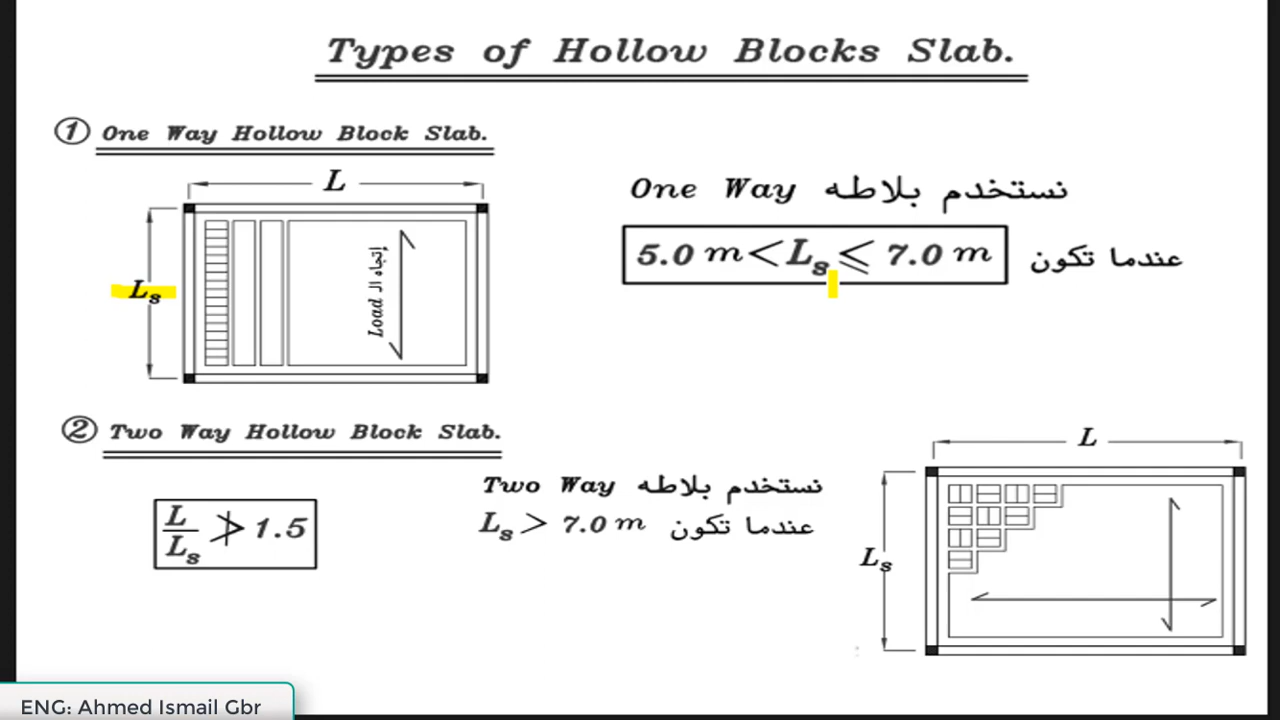 Types of Hollow Blocks Slab.
① One Way Hollow Block Slab.
L
Ls
إتجاه ال Load
نستخدم بلاطه One Way
عندما تكون 5.0 m < Ls ⩽ 7.0 m
② Two Way Hollow Block Slab.
L/Ls ≯ 1.5
نستخدم بلاطه Two Way
عندما تكون Ls > 7.0 m
L
Ls
ENG: Ahmed Ismail Gbr